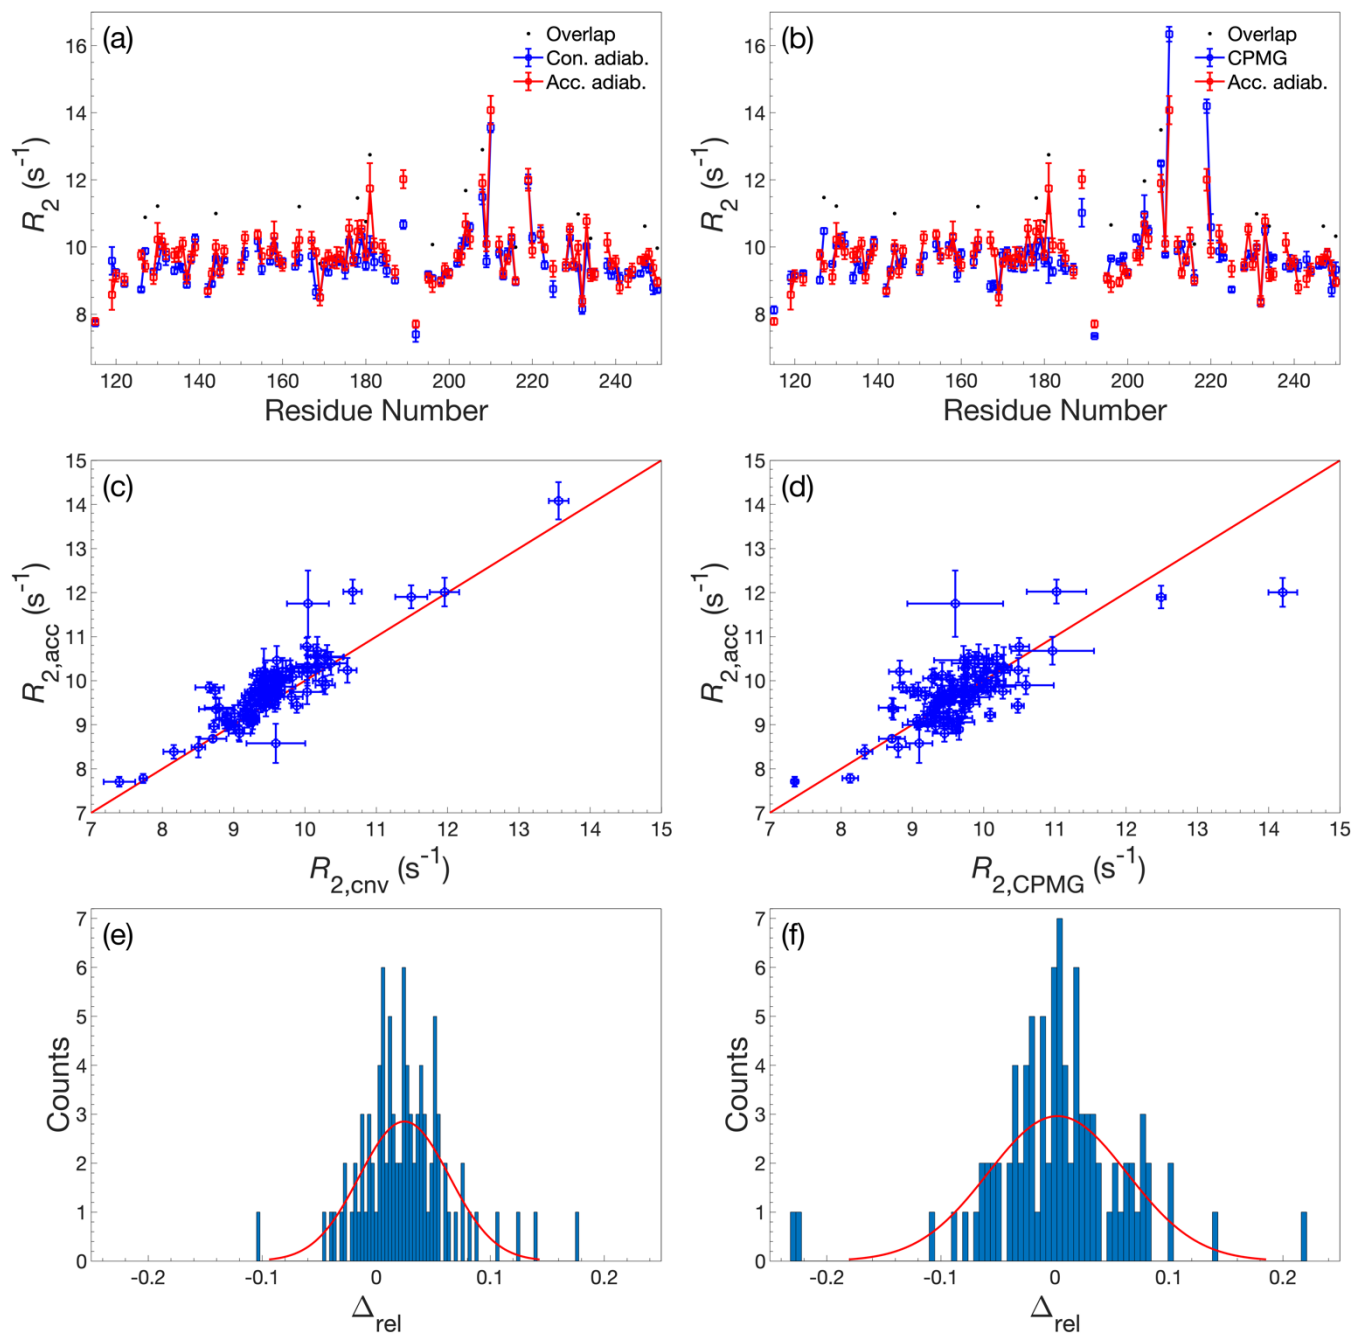 (a)
Overlap
Con. adiab.
Acc. adiab.
R2 (s-1)
16
14
12
10
8
120 140 160 180 200 220 240
Residue Number
(b)
Overlap
CPMG
Acc. adiab.
R2 (s-1)
16
14
12
10
8
120 140 160 180 200 220 240
Residue Number
(c)
R2,acc (s-1)
15
14
13
12
11
10
9
8
7
7 8 9 10 11 12 13 14 15
R2,cnv (s-1)
(d)
R2,acc (s-1)
15
14
13
12
11
10
9
8
7
7 8 9 10 11 12 13 14 15
R2,CPMG (s-1)
(e)
Counts
7
6
5
4
3
2
1
0
-0.2 -0.1 0 0.1 0.2
Δrel
(f)
Counts
7
6
5
4
3
2
1
0
-0.2 -0.1 0 0.1 0.2
Δrel